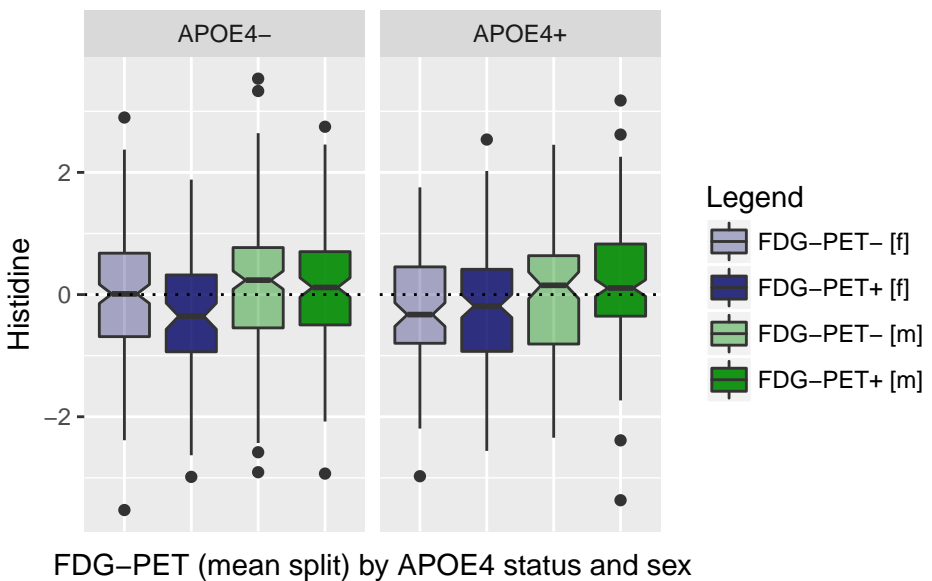 APOE4− APOE4+
2
0
−2
Histidine
FDG−PET (mean split) by APOE4 status and sex
Legend
FDG−PET− [f]
FDG−PET+ [f]
FDG−PET− [m]
FDG−PET+ [m]